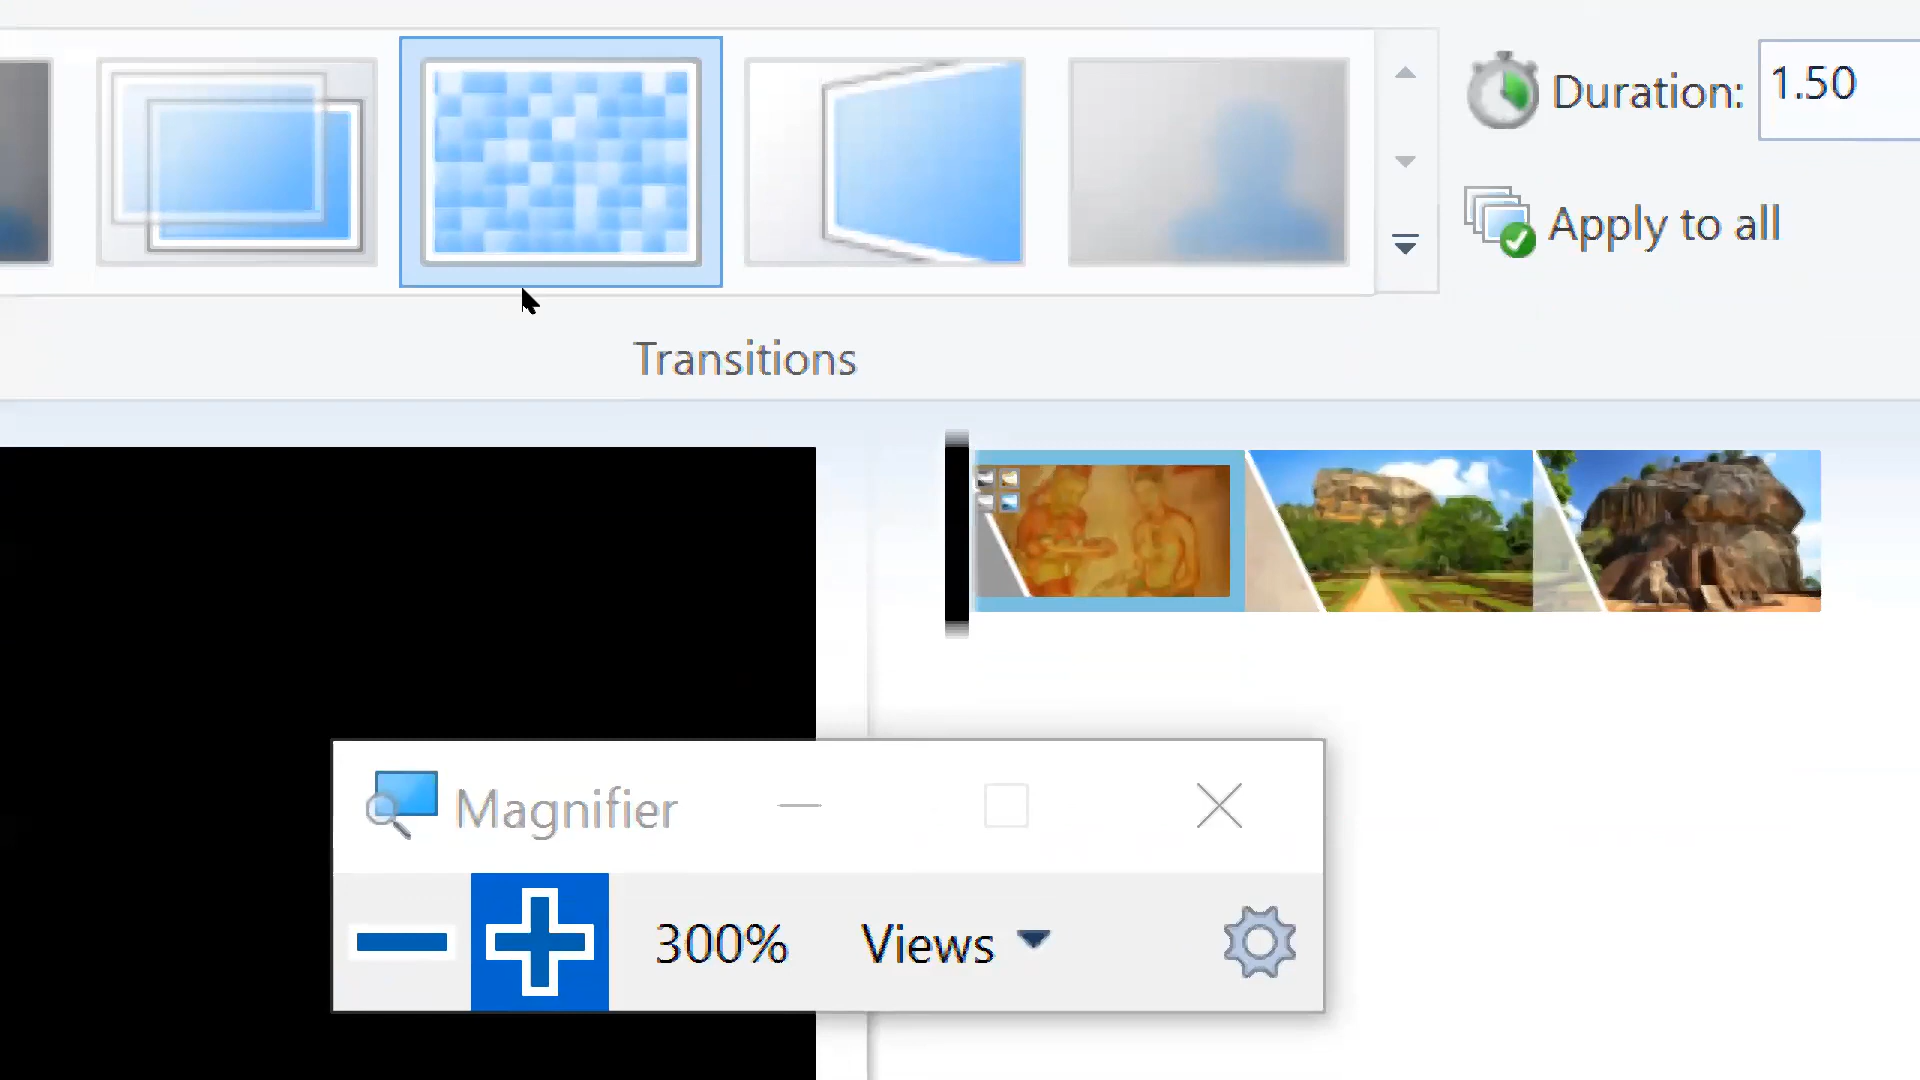 Duration: 1.50
Apply to all
Transitions
Magnifier
300% Views